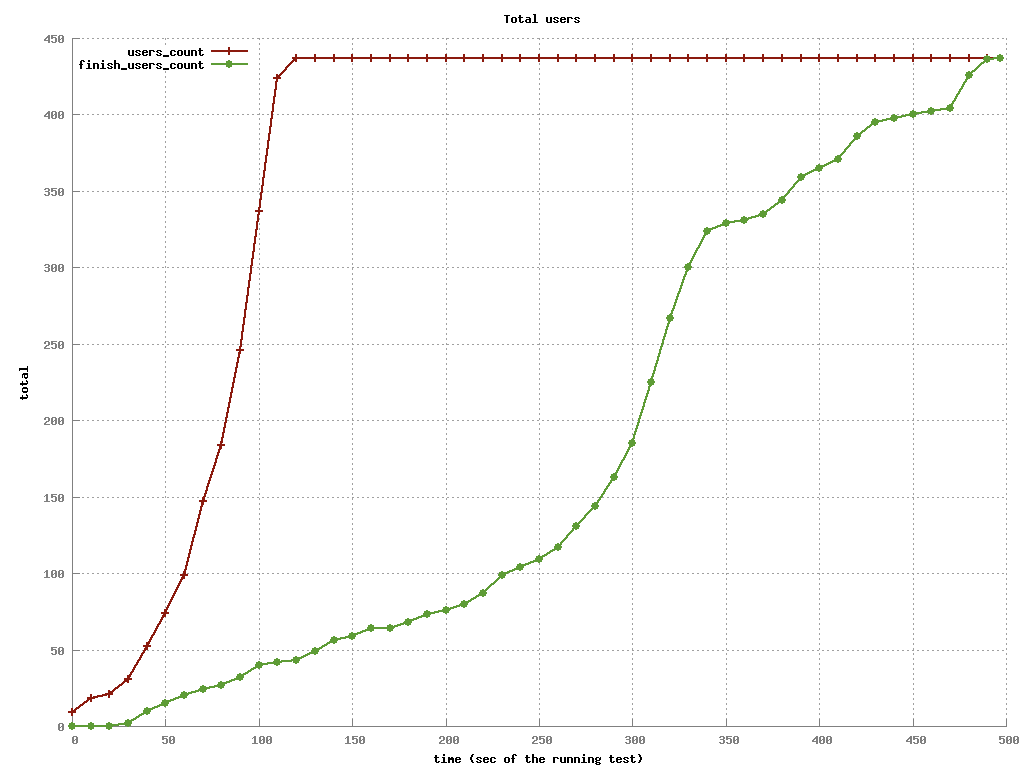 Total users
users_count
finish_users_count
450
400
350
300
250
200
150
100
50
0
total
0 50 100 150 200 250 300 350 400 450 500
time (sec of the running test)